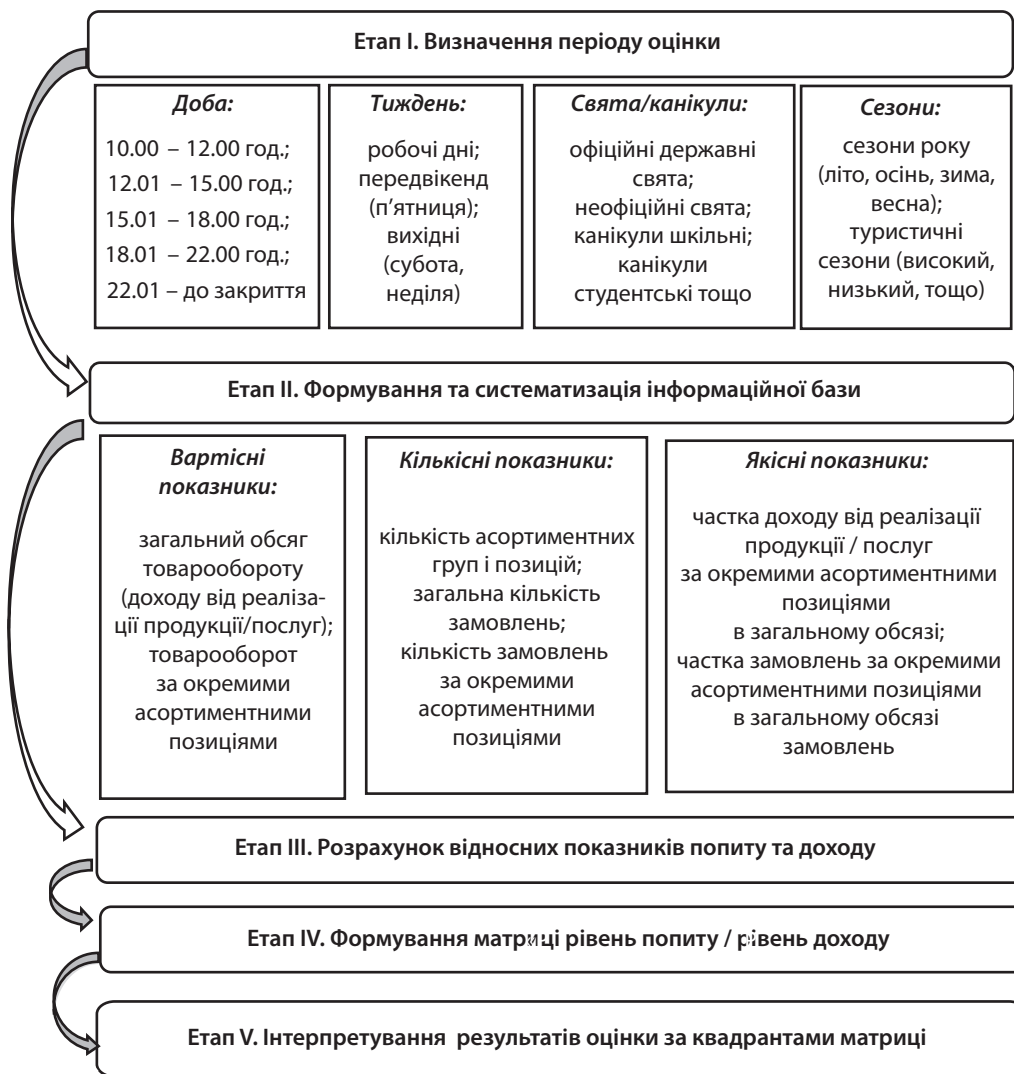 Етап І. Визначення періоду оцінки
Доба:
10.00 – 12.00 год.;
12.01 – 15.00 год.;
15.01 – 18.00 год.;
18.01 – 22.00 год.;
22.01 – до закриття
Тиждень:
робочі дні;
передвікенд
(п’ятниця);
вихідні
(субота,
неділя)
Свята/канікули:
офіційні державні
свята;
неофіційні свята;
канікули шкільні;
канікули
студентські тощо
Сезони:
сезони року
(літо, осінь, зима,
весна);
туристичні
сезони (високий,
низький, тощо)
Етап ІІ. Формування та систематизація інформаційної бази
Вартісні
показники:
загальний обсяг
товарообороту
(доходу від реаліза-
ції продукції/послуг);
товарооборот
за окремими
асортиментними
позиціями
Кількісні показники:
кількість асортиментних
груп і позицій;
загальна кількість
замовлень;
кількість замовлень
за окремими
асортиментними
позиціями
Якісні показники:
частка доходу від реалізації
продукції / послуг
за окремими асортиментними
позиціями
в загальному обсязі;
частка замовлень за окремими
асортиментними позиціями
в загальному обсязі
замовлень
Етап ІІІ. Розрахунок відносних показників попиту та доходу
Етап ІV. Формування матриці рівень попиту / рівень доходу
Етап V. Інтерпретування результатів оцінки за квадрантами матриці